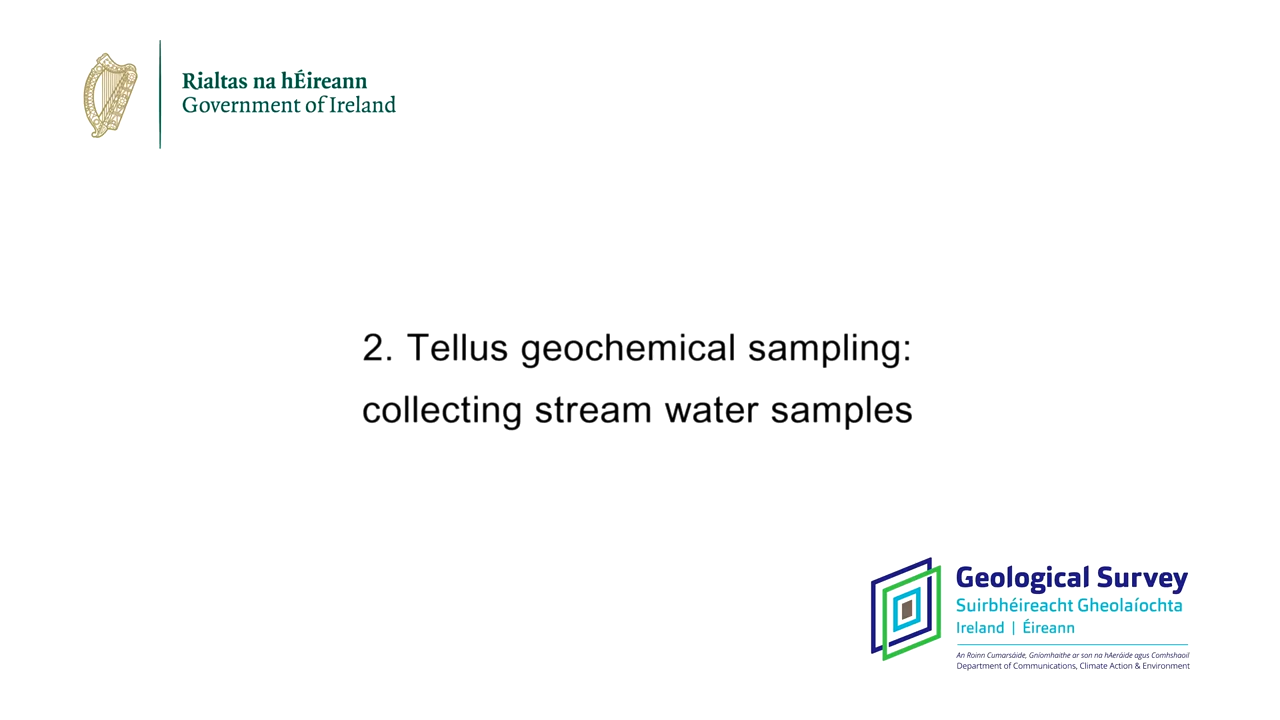 Rialtas na hÉireann
Government of Ireland
2. Tellus geochemical sampling:
collecting stream water samples
Geological Survey
Suirbhéireacht Gheolaíochta
Ireland | Éireann
An Roinn Cumarsáide, Gníomhaithe ar son na hAeráide agus Comhshaoil
Department of Communications, Climate Action & Environment